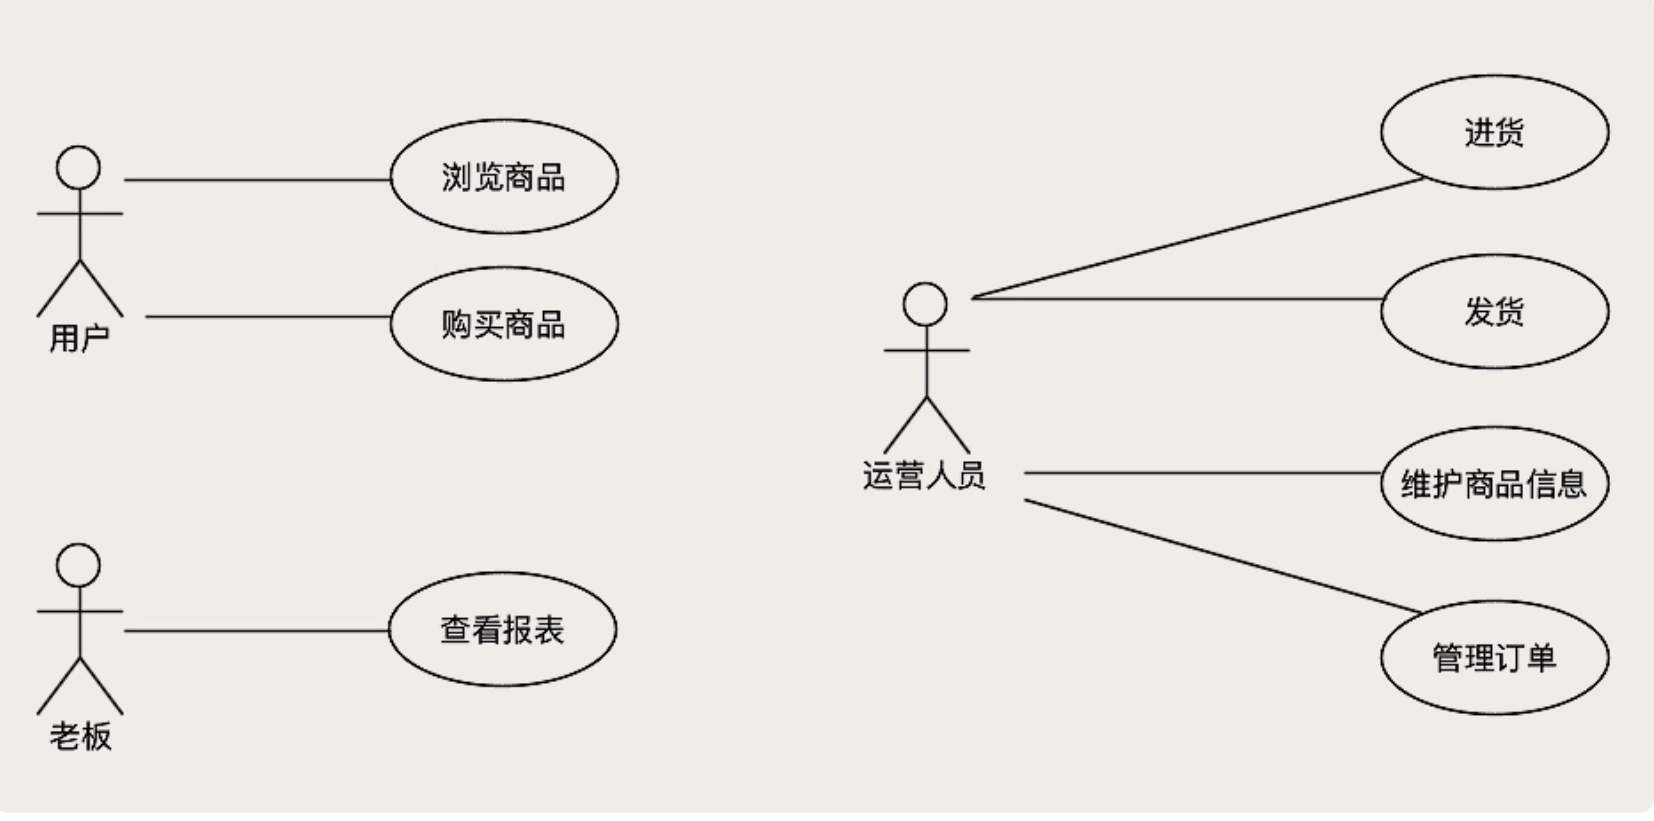 浏览商品
购买商品
用户
查看报表
老板
进货
发货
运营人员
维护商品信息
管理订单